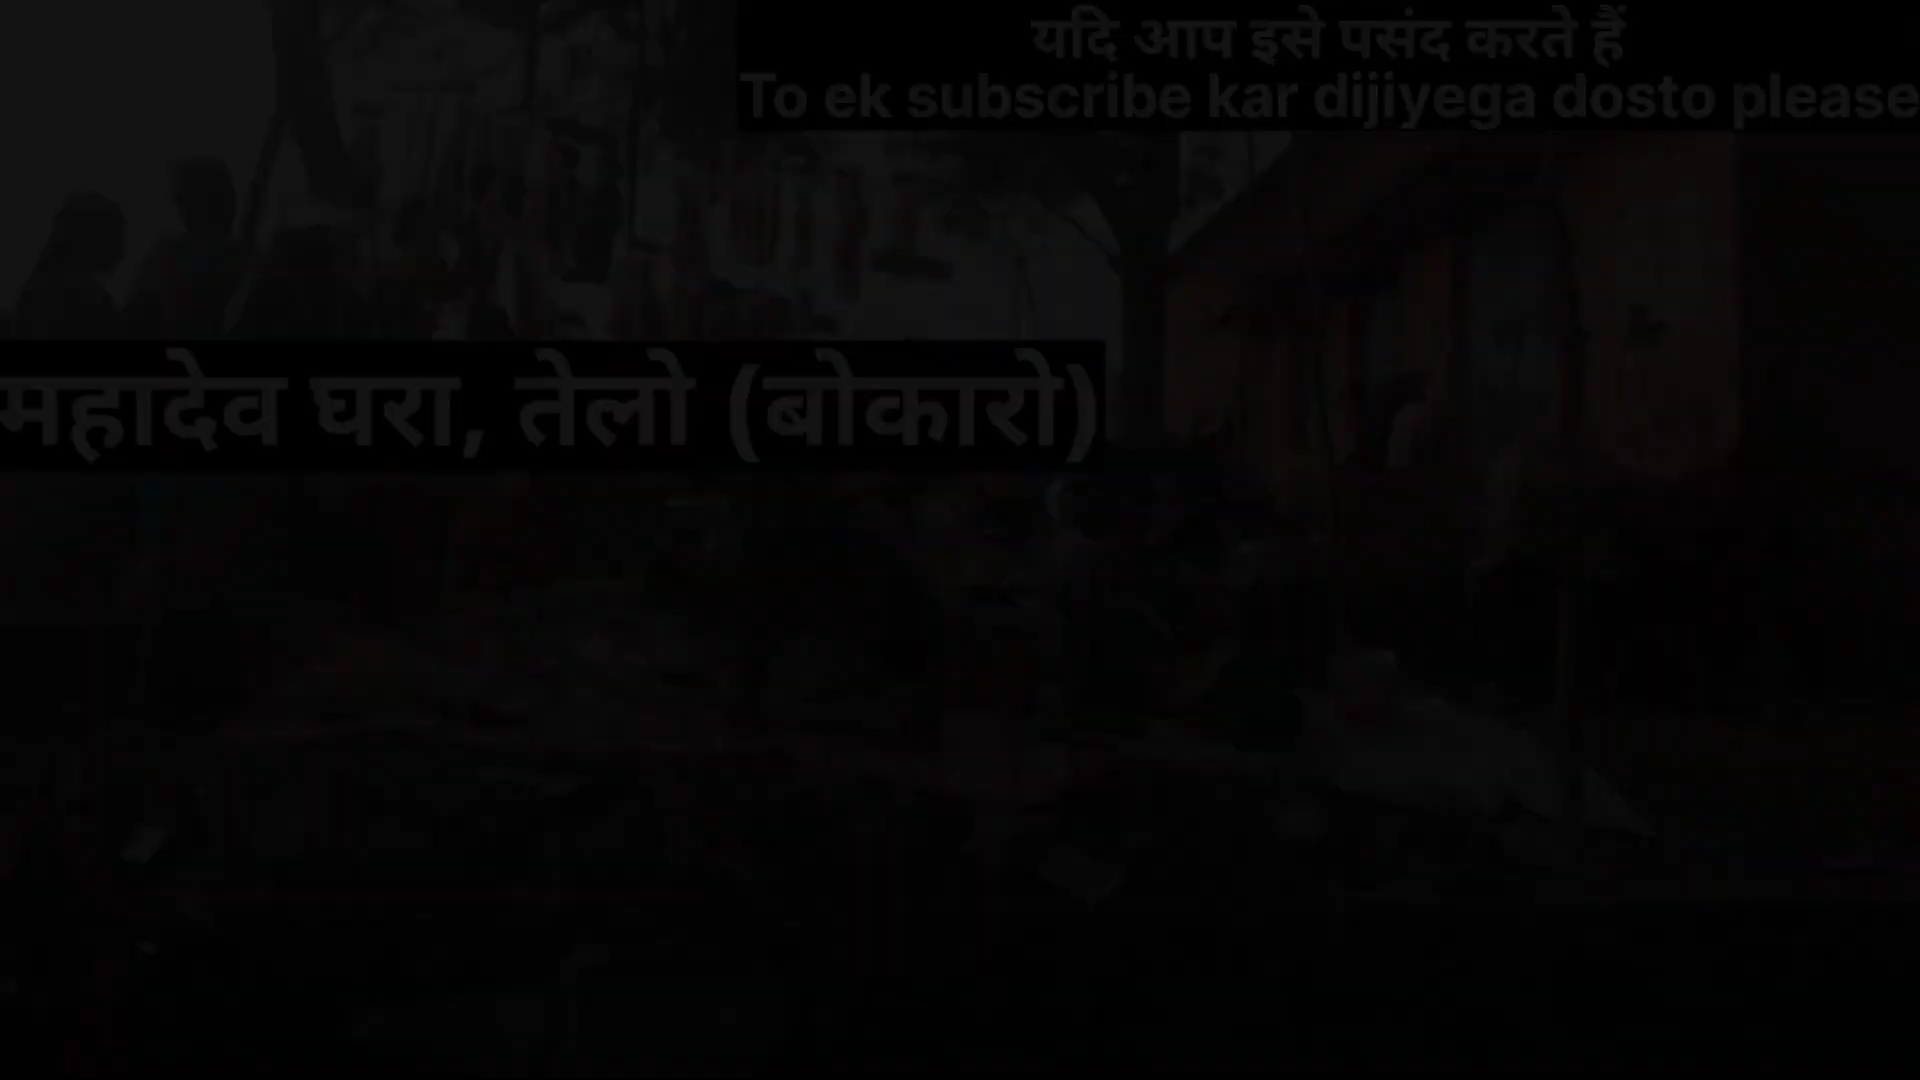 यदि आप इसे पसंद करते हैं
To ek subscribe kar dijiyega dosto please
महादेव घरा, तेलो (बोकारो)